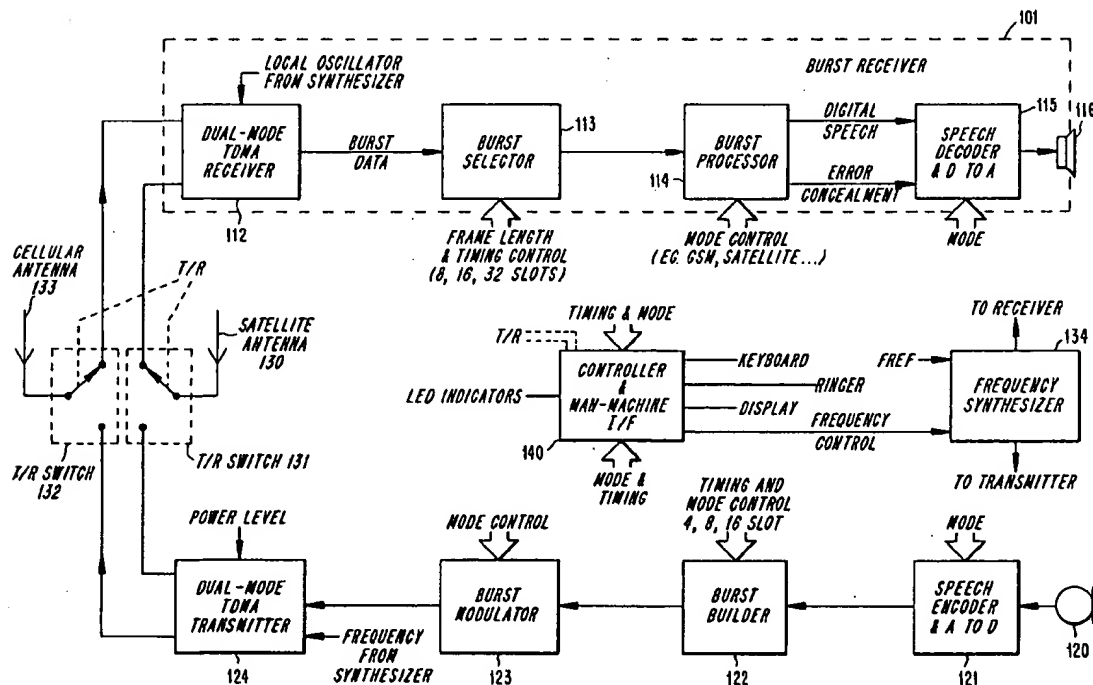 101
LOCAL OSCILLATOR
FROM SYNTHESIZER
BURST RECEIVER
DUAL-MODE
TDMA
RECEIVER
112
BURST
DATA
BURST
SELECTOR
113
BURST
PROCESSOR
114
DIGITAL
SPEECH
ERROR
CONCEALMENT
115
SPEECH
DECODER
& D TO A
116
FRAME LENGTH
& TIMING CONTROL
(8, 16, 32 SLOTS)
MODE CONTROL
(EG. GSM, SATELLITE...)
MODE
CELLULAR
ANTENNA
133
T/R
SATELLITE
ANTENNA
130
T/R SWITCH
132
T/R SWITCH 131
TIMING & MODE
T/R
LED INDICATORS
CONTROLLER
&
MAN-MACHINE
I/F
140
KEYBOARD
RINGER
DISPLAY
FREQUENCY
CONTROL
MODE &
TIMING
TO RECEIVER
134
FREF
FREQUENCY
SYNTHESIZER
TO TRANSMITTER
POWER LEVEL
DUAL-MODE
TDMA
TRANSMITTER
124
FREQUENCY
FROM
SYNTHESIZER
MODE CONTROL
BURST
MODULATOR
123
TIMING AND
MODE CONTROL
4, 8, 16 SLOT
BURST
BUILDER
122
MODE
SPEECH
ENCODER
& A TO D
121
120